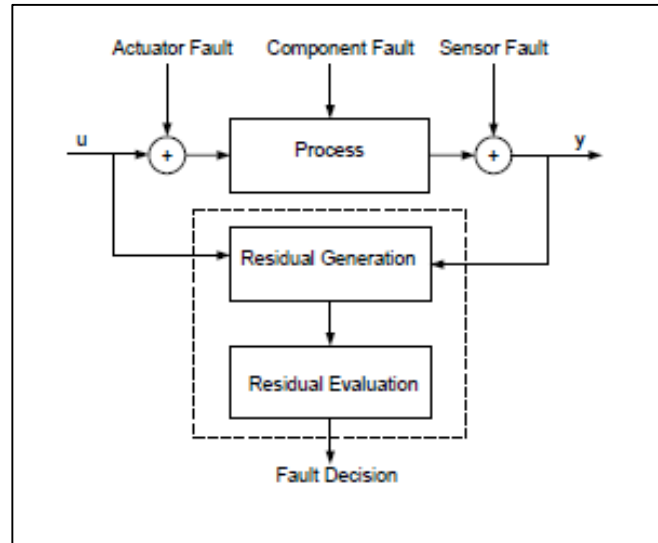 Actuator Fault Component Fault Sensor Fault
u + Process + y
Residual Generation
Residual Evaluation
Fault Decision